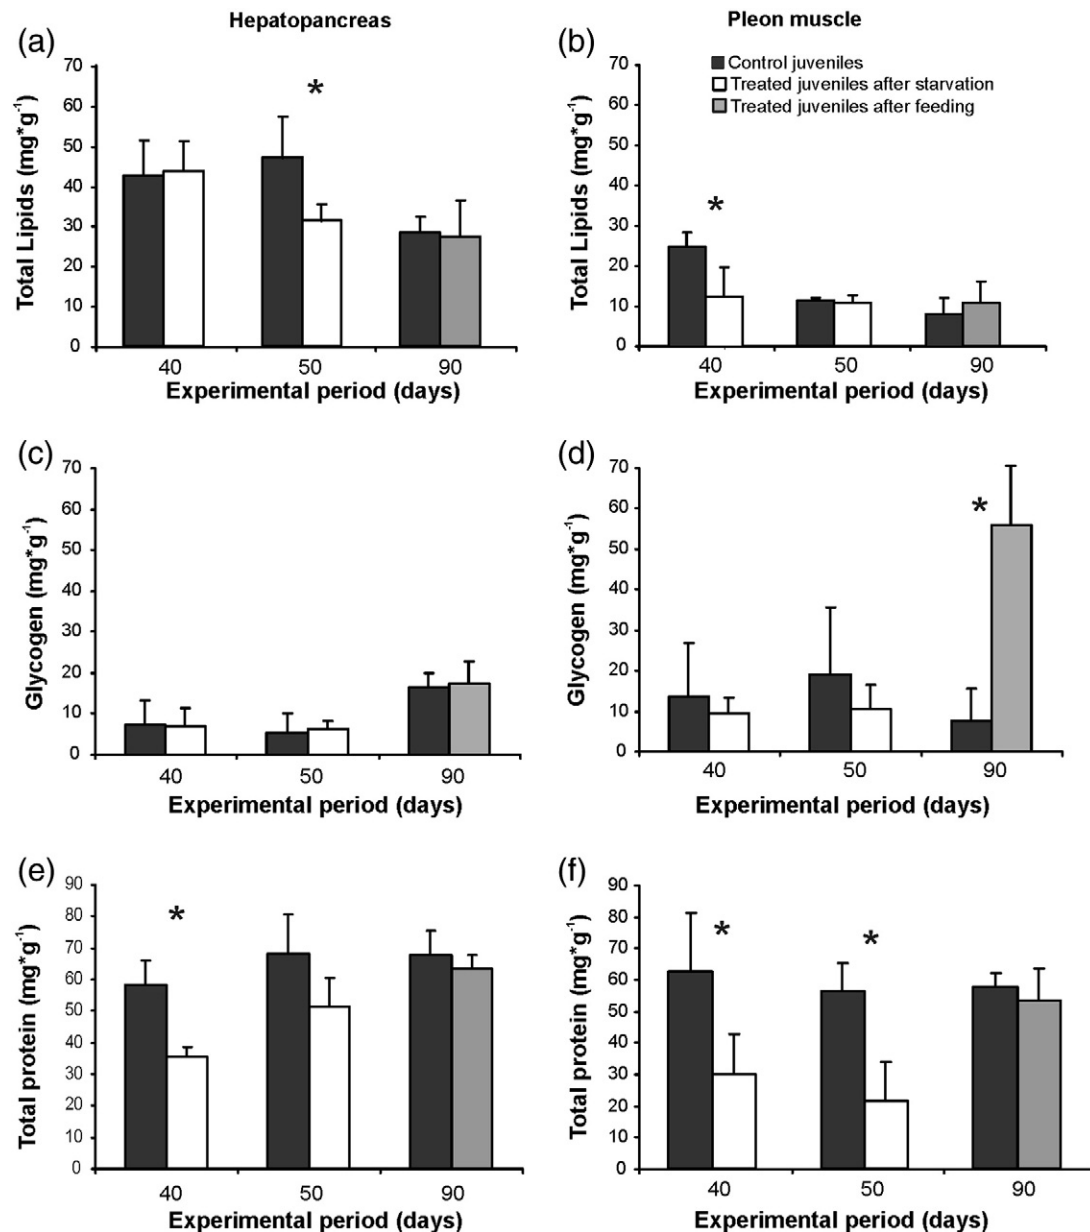 Hepatopancreas
Pleon muscle
(a)
70
60
50
40
30
20
10
0
Total Lipids (mg*g-1)
*
40 50 90
Experimental period (days)
(b)
Control juveniles
Treated juveniles after starvation
Treated juveniles after feeding
70
60
50
40
30
20
10
0
Total Lipids (mg*g-1)
*
40 50 90
Experimental period (days)
(c)
70
60
50
40
30
20
10
0
Glycogen (mg*g-1)
40 50 90
Experimental period (days)
(d)
70
60
50
40
30
20
10
0
Glycogen (mg*g-1)
*
40 50 90
Experimental period (days)
(e)
90
80
70
60
50
40
30
20
10
0
Total protein (mg*g-1)
*
40 50 90
Experimental period (days)
(f)
90
80
70
60
50
40
30
20
10
0
Total protein (mg*g-1)
* *
40 50 90
Experimental period (days)